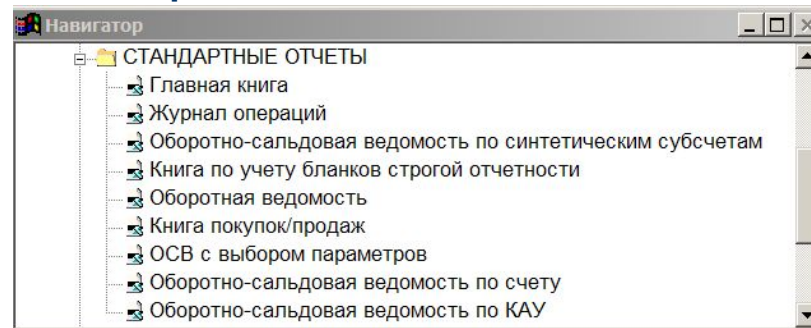 Навигатор
СТАНДАРТНЫЕ ОТЧЕТЫ
Главная книга
Журнал операций
Оборотно-сальдовая ведомость по синтетическим субсчетам
Книга по учету бланков строгой отчетности
Оборотная ведомость
Книга покупок/продаж
ОСВ с выбором параметров
Оборотно-сальдовая ведомость по счету
Оборотно-сальдовая ведомость по КАУ